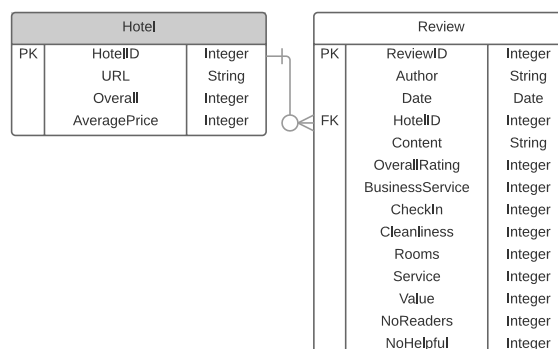 Hotel
PK HotelID Integer
URL String
Overall Integer
AveragePrice Integer
Review
PK ReviewID Integer
Author String
Date Date
FK HotelID Integer
Content String
OverallRating Integer
BusinessService Integer
CheckIn Integer
Cleanliness Integer
Rooms Integer
Service Integer
Value Integer
NoReaders Integer
NoHelpful Integer